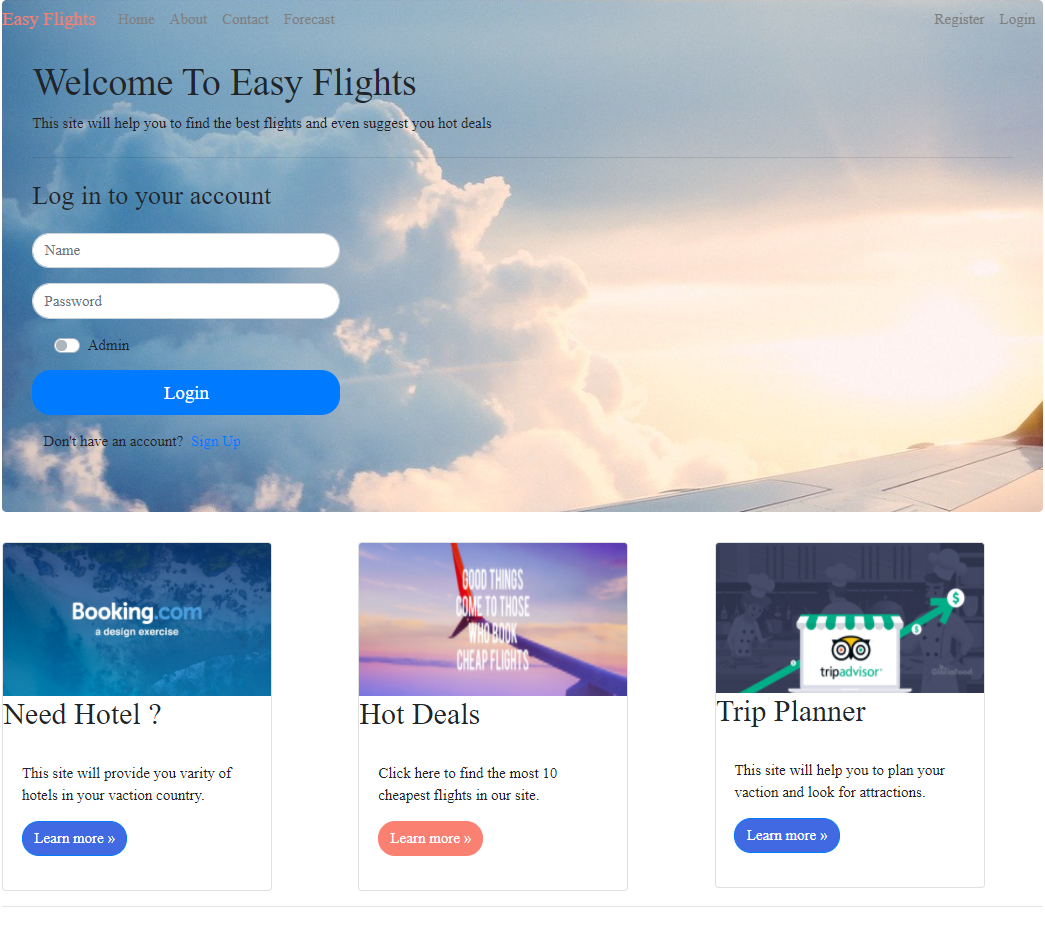 Easy Flights Home About Contact Forecast Register Login
Welcome To Easy Flights
This site will help you to find the best flights and even suggest you hot deals
Log in to your account
Name
Password
Admin
Login
Don't have an account? Sign Up
Booking.com
a design exercise
GOOD THINGS
COME TO THOSE
WHO BOOK
CHEAP FLIGHTS
$
$
tripadvisor
GloriaFood
Need Hotel ?
Hot Deals
Trip Planner
This site will provide you varity of
hotels in your vaction country.
Click here to find the most 10
cheapest flights in our site.
This site will help you to plan your
vaction and look for attractions.
Learn more »
Learn more »
Learn more »